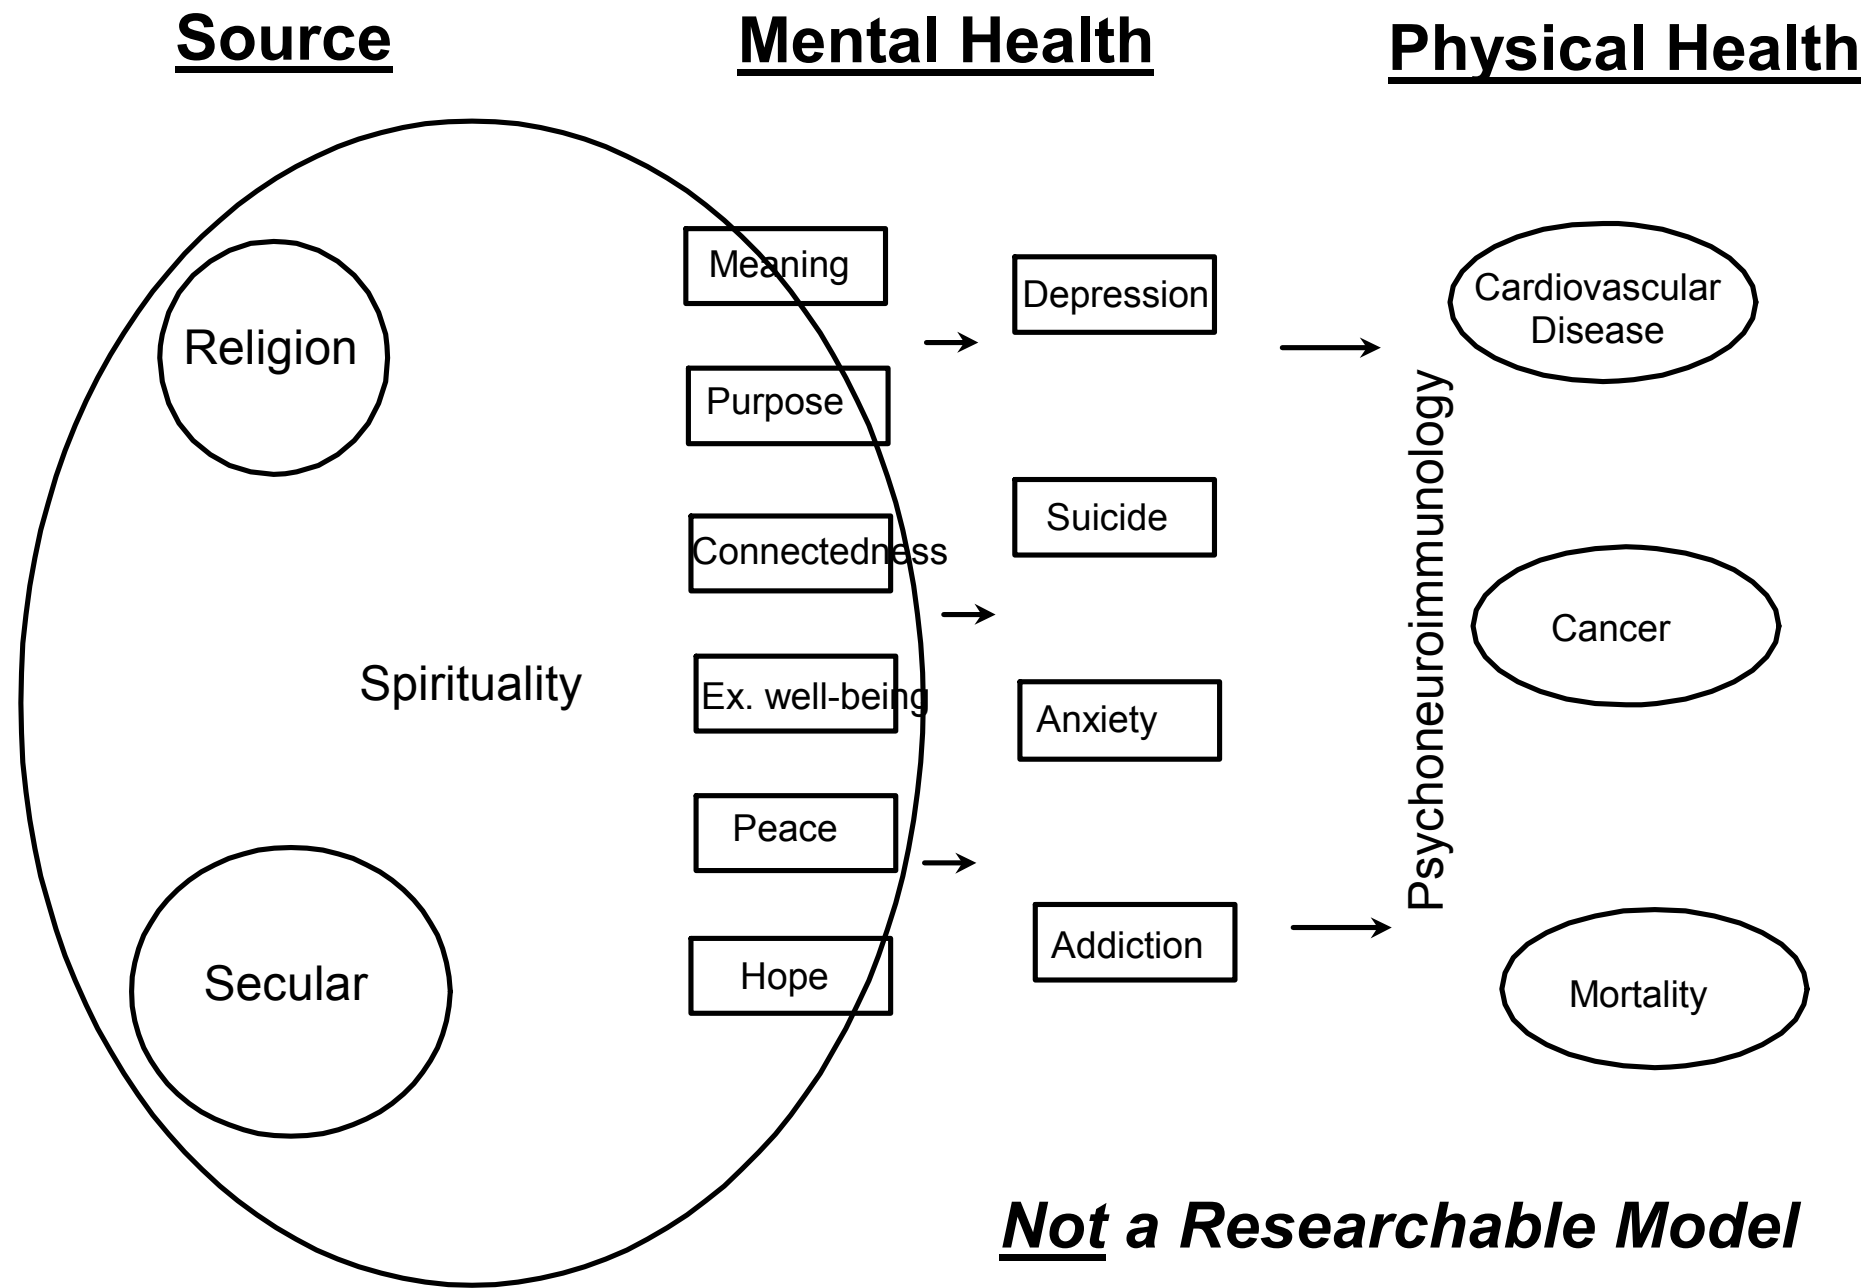 Source
Mental Health
Physical Health
Religion
Spirituality
Secular
Meaning
Purpose
Connectedness
Ex. well-being
Peace
Hope
Depression
Suicide
Anxiety
Addiction
Psychoneuroimmunology
Cardiovascular
Disease
Cancer
Mortality
Not a Researchable Model